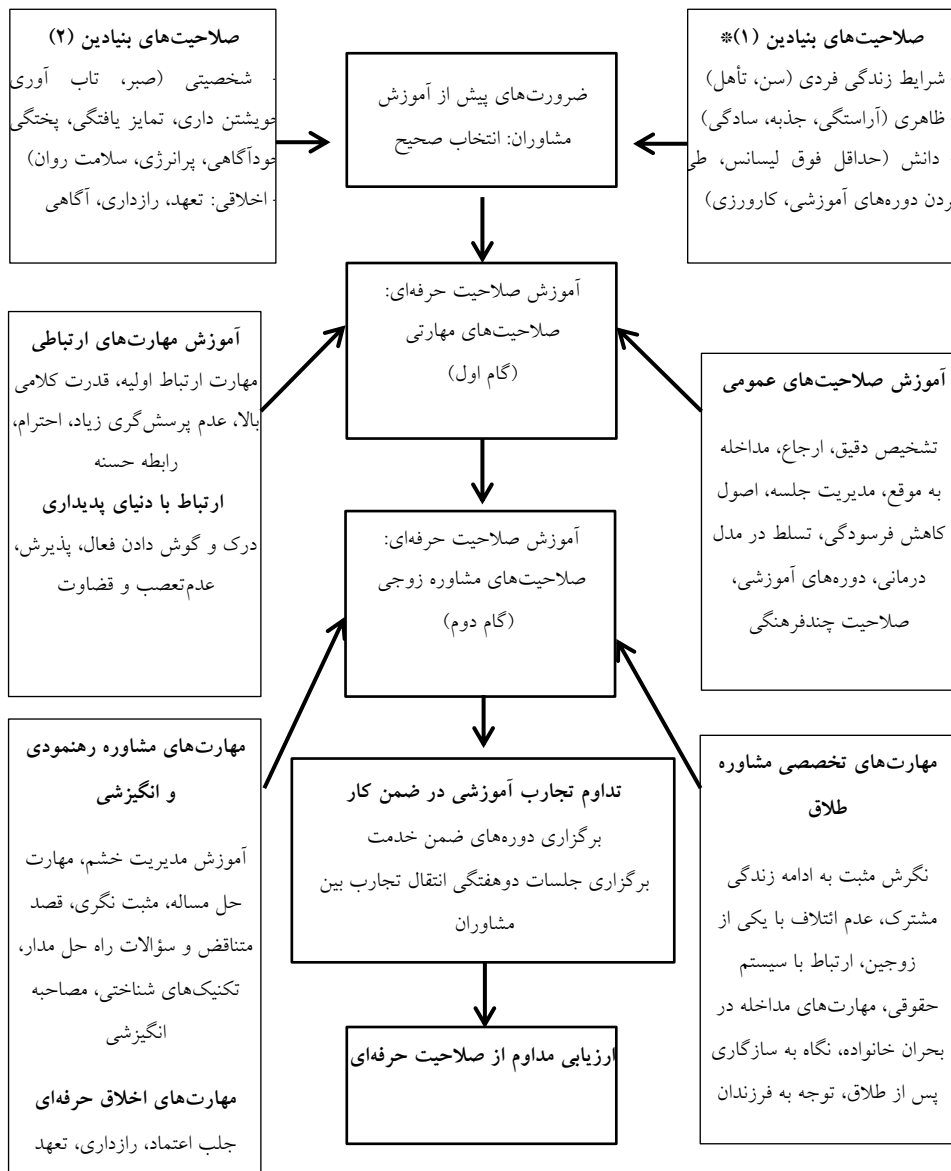 صلاحیت‌های بنیادین (۱)*
شرایط زندگی فردی (سن، تأهل)
ظاهری (آراستگی، جذبه، سادگی)
دانش (حداقل فوق لیسانس، طی
ردن دوره‌های آموزشی، کارورزی)
ضرورت‌های پیش از آموزش
مشاوران: انتخاب صحیح
صلاحیت‌های بنیادین (۲)
- شخصیتی (صبر، تاب آوری
خویشتن داری، تمایز یافتگی، پختگی
خودآگاهی، پرانرژی، سلامت روان)
- اخلاقی: تعهد، رازداری، آگاهی
آموزش صلاحیت حرفه‌ای:
صلاحیت‌های مهارتی
(گام اول)
آموزش صلاحیت‌های عمومی
تشخیص دقیق، ارجاع، مداخله
به موقع، مدیریت جلسه، اصول
کاهش فرسودگی، تسلط در مدل
درمانی، دوره‌های آموزشی،
صلاحیت چندفرهنگی
آموزش مهارت‌های ارتباطی
مهارت ارتباط اولیه، قدرت کلامی
بالا، عدم پرسش‌گری زیاد، احترام،
رابطه حسنه
ارتباط با دنیای پدیداری
درک و گوش دادن فعال، پذیرش،
عدم‌تعصب و قضاوت
آموزش صلاحیت حرفه‌ای:
صلاحیت‌های مشاوره زوجی
(گام دوم)
مهارت‌های تخصصی مشاوره
طلاق
نگرش مثبت به ادامه زندگی
مشترک، عدم ائتلاف با یکی از
زوجین، ارتباط با سیستم
حقوقی، مهارت‌های مداخله در
بحران خانواده، نگاه به سازگاری
پس از طلاق، توجه به فرزندان
تداوم تجارب آموزشی در ضمن کار
برگزاری دوره‌های ضمن خدمت
برگزاری جلسات دوهفتگی انتقال تجارب بین
مشاوران
مهارت‌های مشاوره رهنمودی
و انگیزشی
آموزش مدیریت خشم، مهارت
حل مساله، مثبت نگری، قصد
متناقض و سؤالات راه حل مدار،
تکنیک‌های شناختی، مصاحبه
انگیزشی
مهارت‌های اخلاق حرفه‌ای
جلب اعتماد، رازداری، تعهد
ارزیابی مداوم از صلاحیت حرفه‌ای